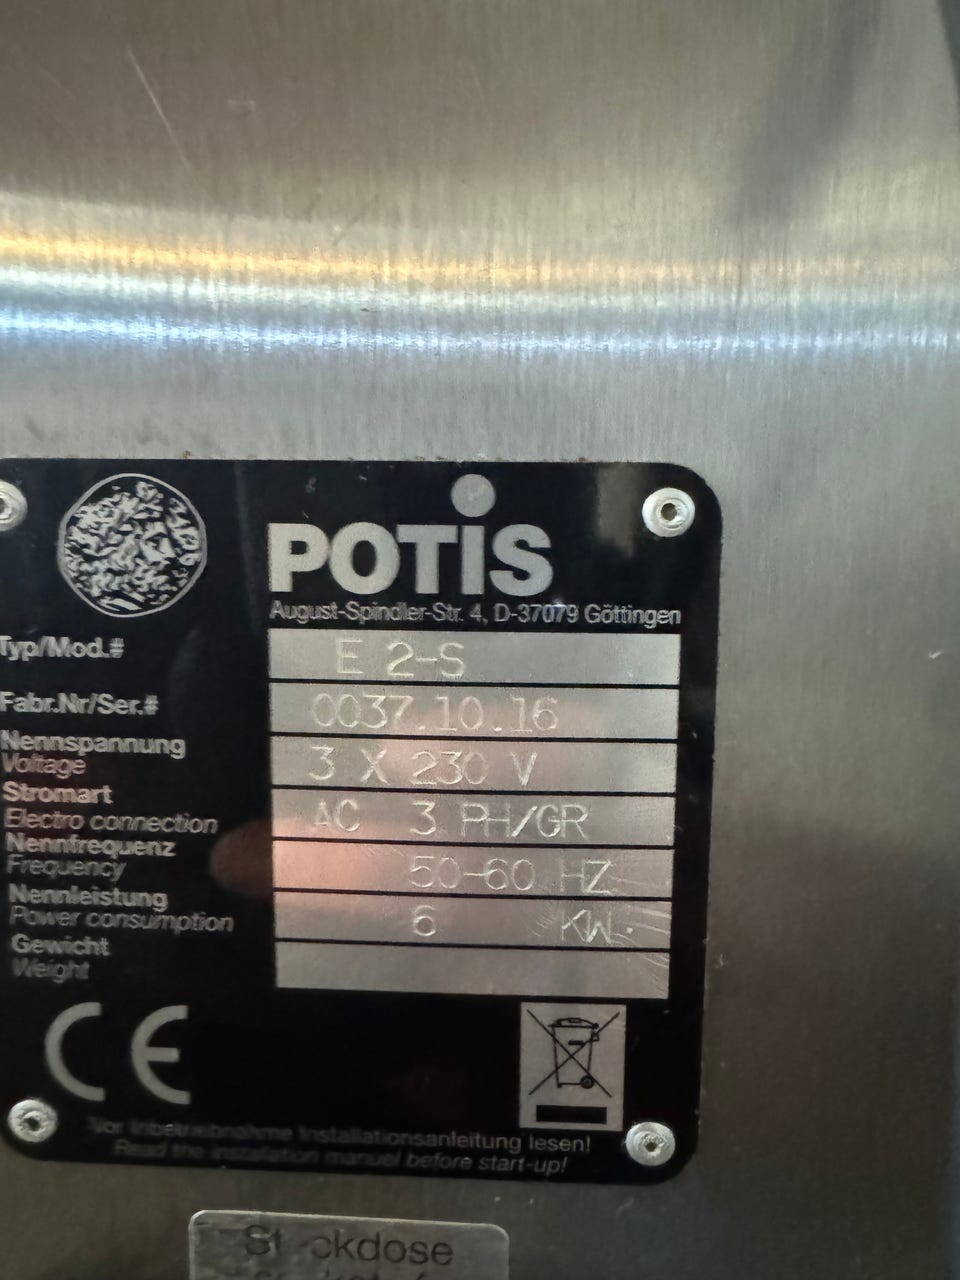 POTIS
August-Spindler-Str. 4, D-37079 Göttingen
Typ/Mod.# E 2-S
Fabr.Nr/Ser.# 0037.10.16
Nennspannung
Voltage 3 X 230 V
Stromart
Electro connection AC 3 PH/GR
Nennfrequenz
Frequency 50-60 HZ
Nennleistung
Power consumption 6 KW
Gewicht
Weight
CE
Vor Inbetriebnahme Installationsanleitung lesen!
Read the installation manual before start-up!